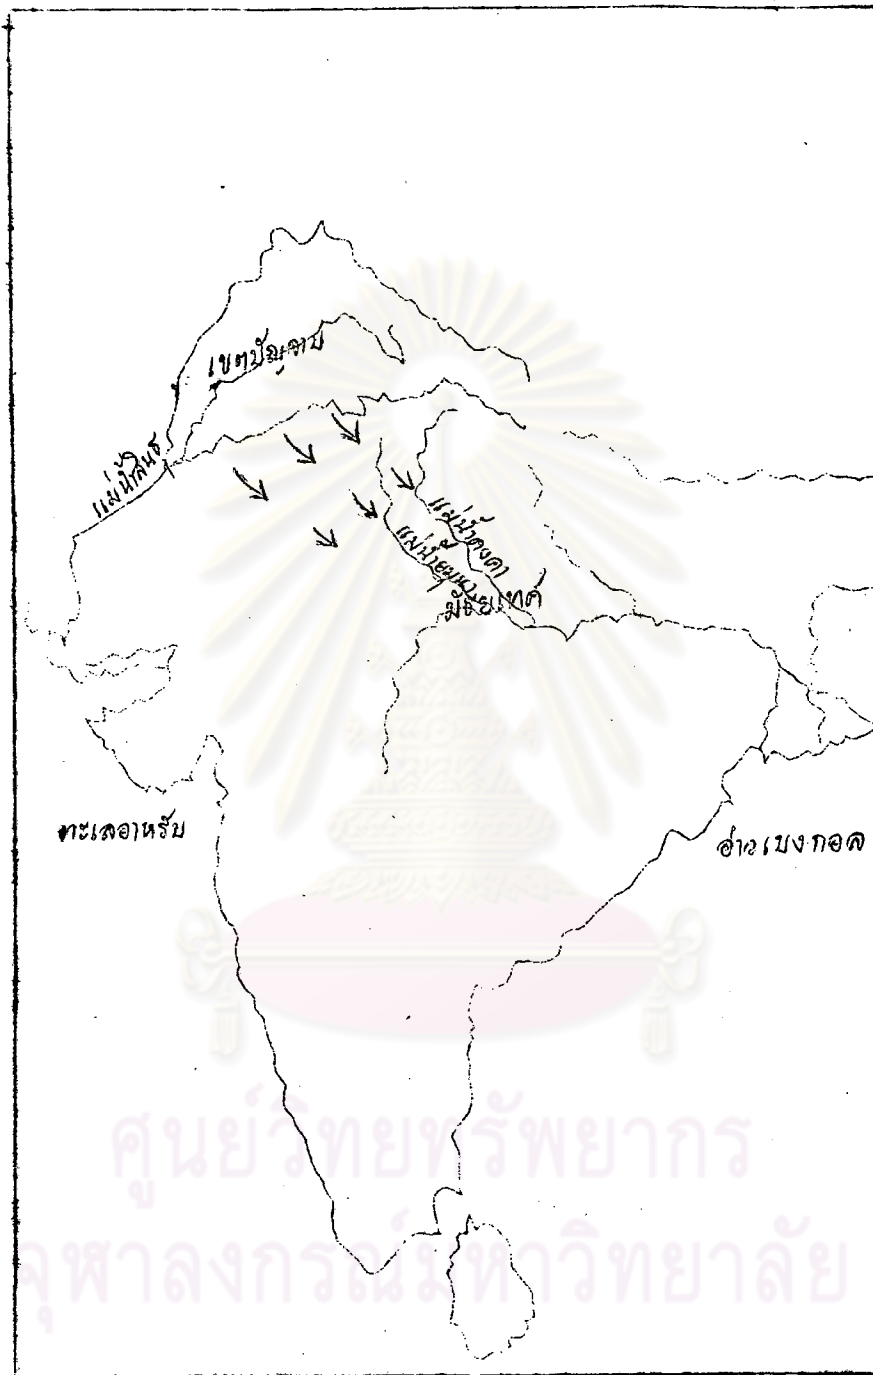 เขตปัญจาบ
แม่น้ำสินธุ
แม่น้ำคงคา
แม่น้ำยมุนา
มัธยเทศ
ทะเลอาหรับ
อ่าวเบงกอล
ศูนย์วิทยทรัพยากร
จุฬาลงกรณ์มหาวิทยาลัย